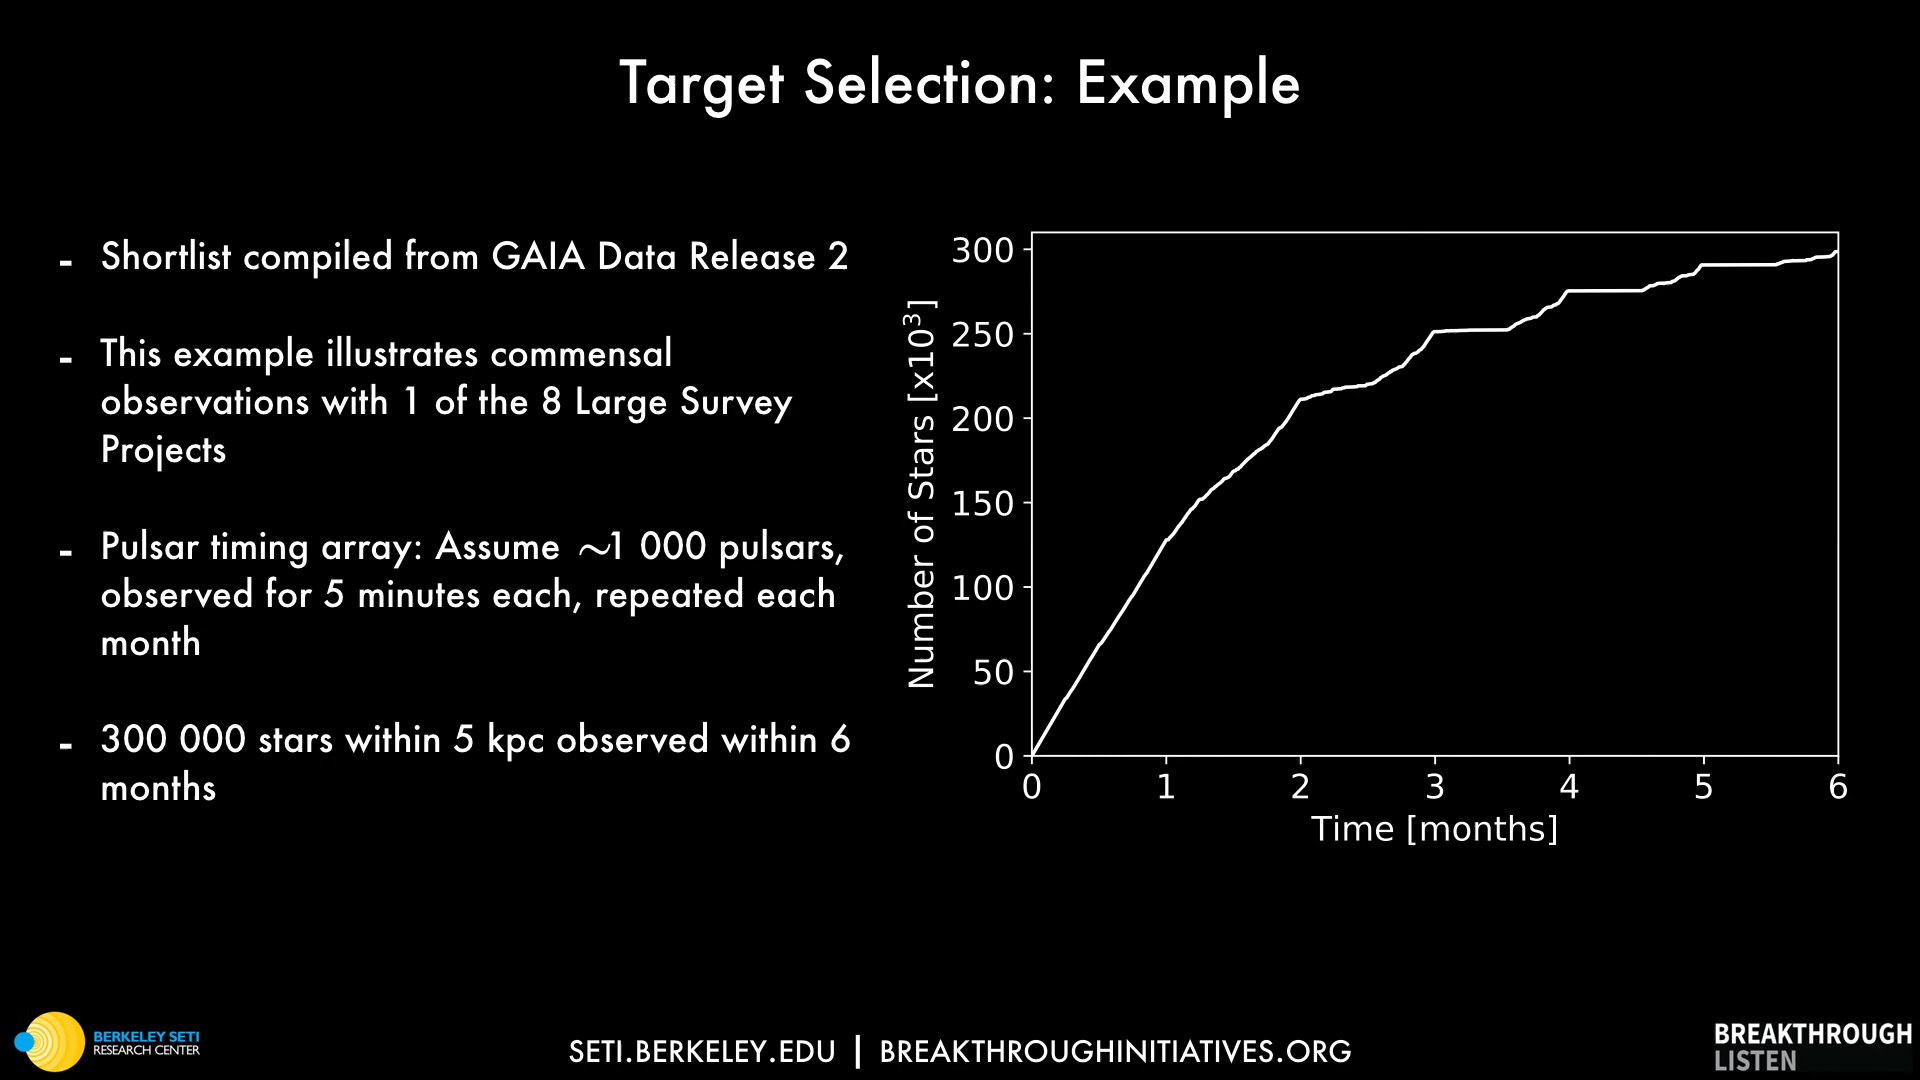 Target Selection: Example
- Shortlist compiled from GAIA Data Release 2
- This example illustrates commensal
observations with 1 of the 8 Large Survey
Projects
- Pulsar timing array: Assume ~1 000 pulsars,
observed for 5 minutes each, repeated each
month
- 300 000 stars within 5 kpc observed within 6
months
Number of Stars [x10³]
300
250
200
150
100
50
0
0 1 2 3 4 5 6
Time [months]
BERKELEY SETI
RESEARCH CENTER
SETI.BERKELEY.EDU | BREAKTHROUGHINITIATIVES.ORG
BREAKTHROUGH
LISTEN